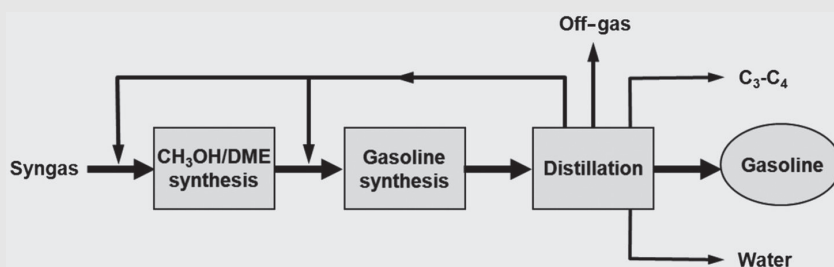 Off-gas
C₃-C₄
Syngas
CH₃OH/DME
synthesis
Gasoline
synthesis
Distillation
Gasoline
Water